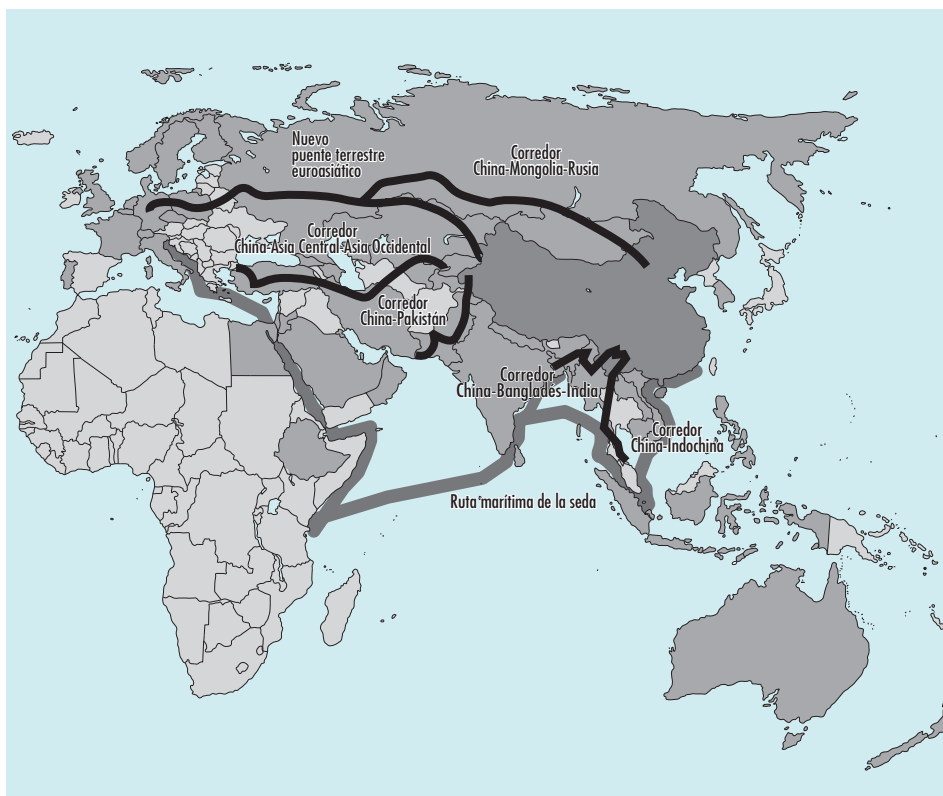 Nuevo
puente terrestre
euroasiático
Corredor
China-Mongolia-Rusia
Corredor
China-Asia Central-Asia Occidental
Corredor
China-Pakistán
Corredor
China-Banglades-India
Corredor
China-Indochina
Ruta marítima de la seda